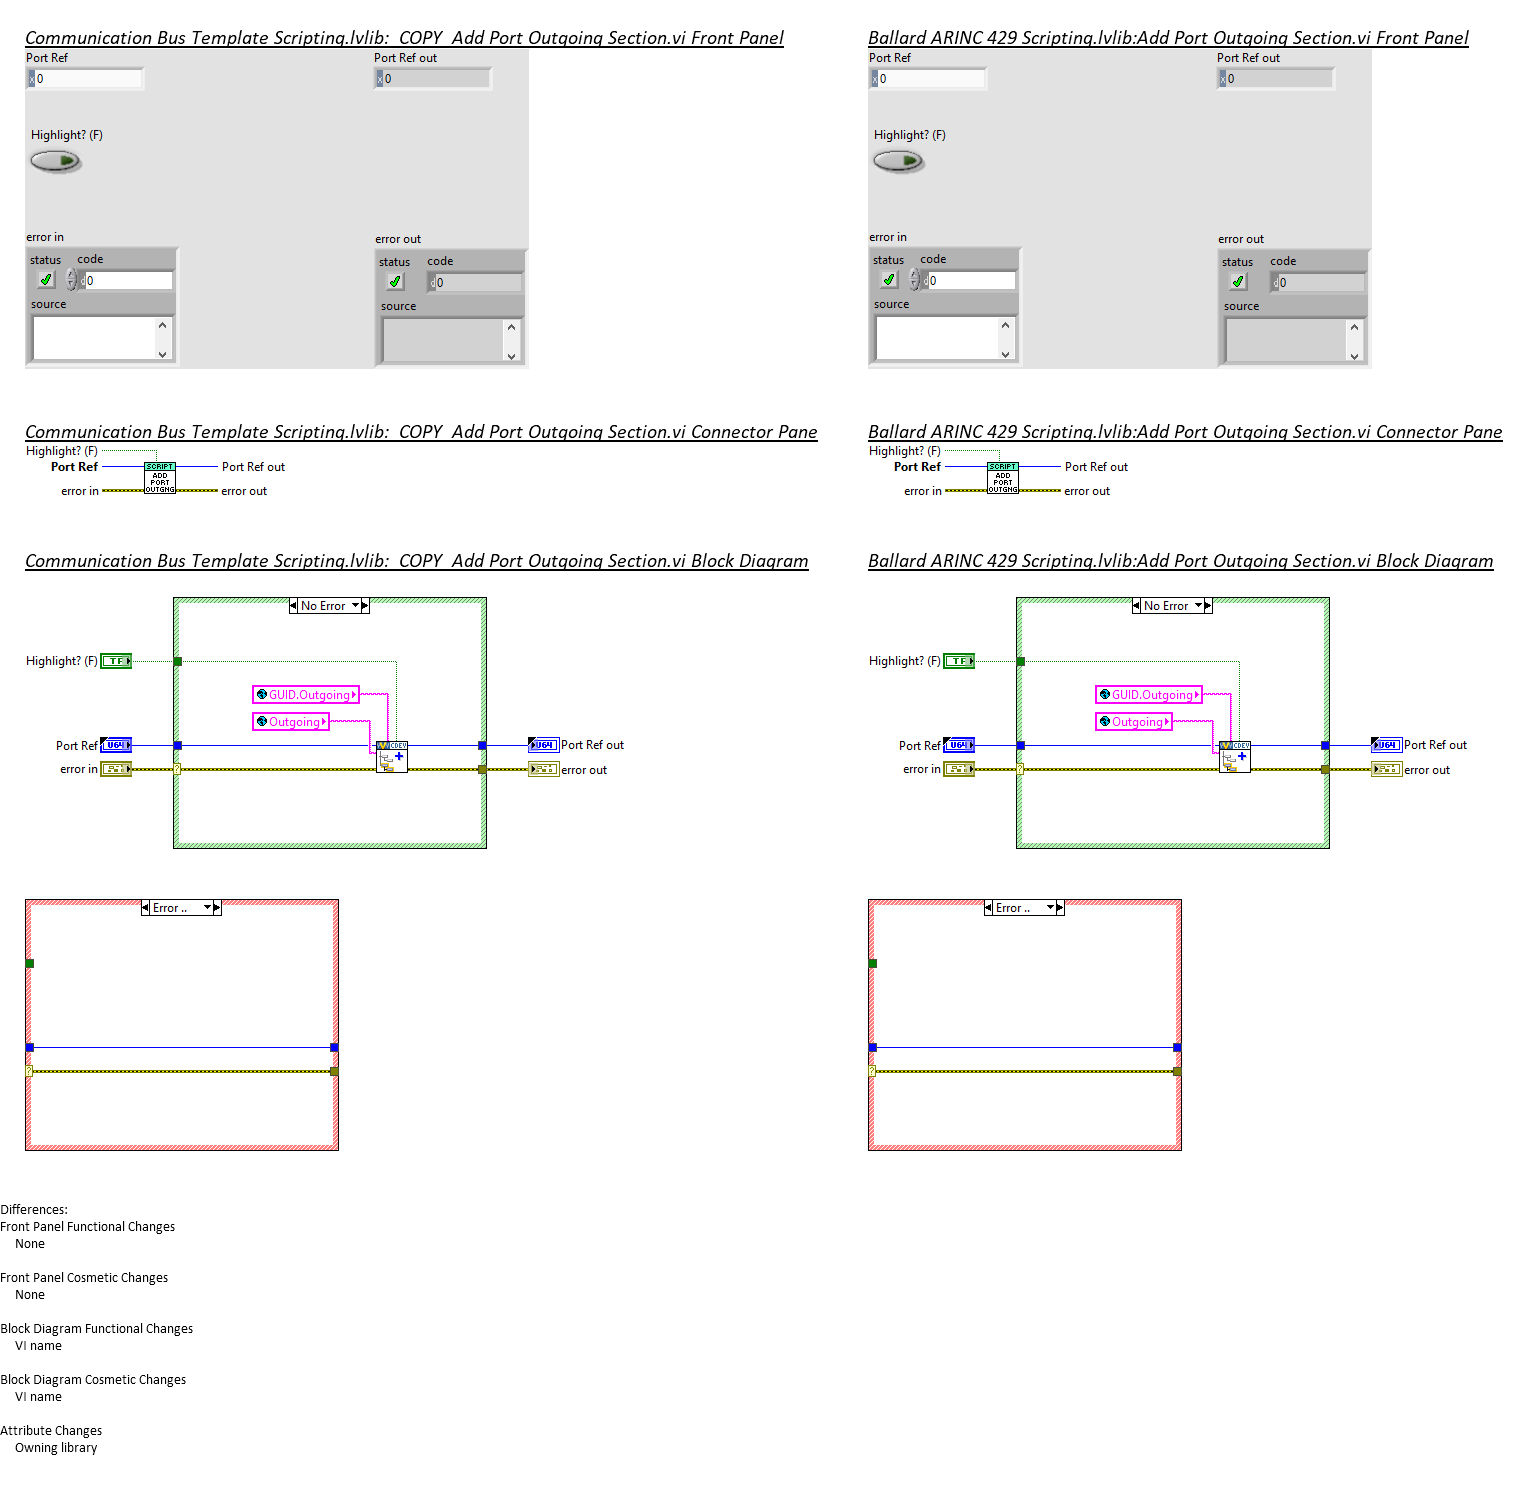 Communication Bus Template Scripting.lvlib:  COPY  Add Port Outgoing Section.vi Front Panel
Port Ref
x 0
Port Ref out
x 0
Highlight? (F)
error in
status
code
d 0
source
error out
status
code
d 0
source
Ballard ARINC 429 Scripting.lvlib:Add Port Outgoing Section.vi Front Panel
Port Ref
x 0
Port Ref out
x 0
Highlight? (F)
error in
status
code
d 0
source
error out
status
code
d 0
source
Communication Bus Template Scripting.lvlib:  COPY  Add Port Outgoing Section.vi Connector Pane
Highlight? (F)
Port Ref
error in
SCRIPT
ADD
PORT
OUTGNG
Port Ref out
error out
Ballard ARINC 429 Scripting.lvlib:Add Port Outgoing Section.vi Connector Pane
Highlight? (F)
Port Ref
error in
SCRIPT
ADD
PORT
OUTGNG
Port Ref out
error out
Communication Bus Template Scripting.lvlib:  COPY  Add Port Outgoing Section.vi Block Diagram
No Error
Highlight? (F)
TF
GUID.Outgoing
Outgoing
Port Ref
U64
CDEV
U64
Port Ref out
error in
?
error out
Error ..
?
Ballard ARINC 429 Scripting.lvlib:Add Port Outgoing Section.vi Block Diagram
No Error
Highlight? (F)
TF
GUID.Outgoing
Outgoing
Port Ref
U64
CDEV
U64
Port Ref out
error in
?
error out
Error ..
?
Differences:
Front Panel Functional Changes
None
Front Panel Cosmetic Changes
None
Block Diagram Functional Changes
VI name
Block Diagram Cosmetic Changes
VI name
Attribute Changes
Owning library